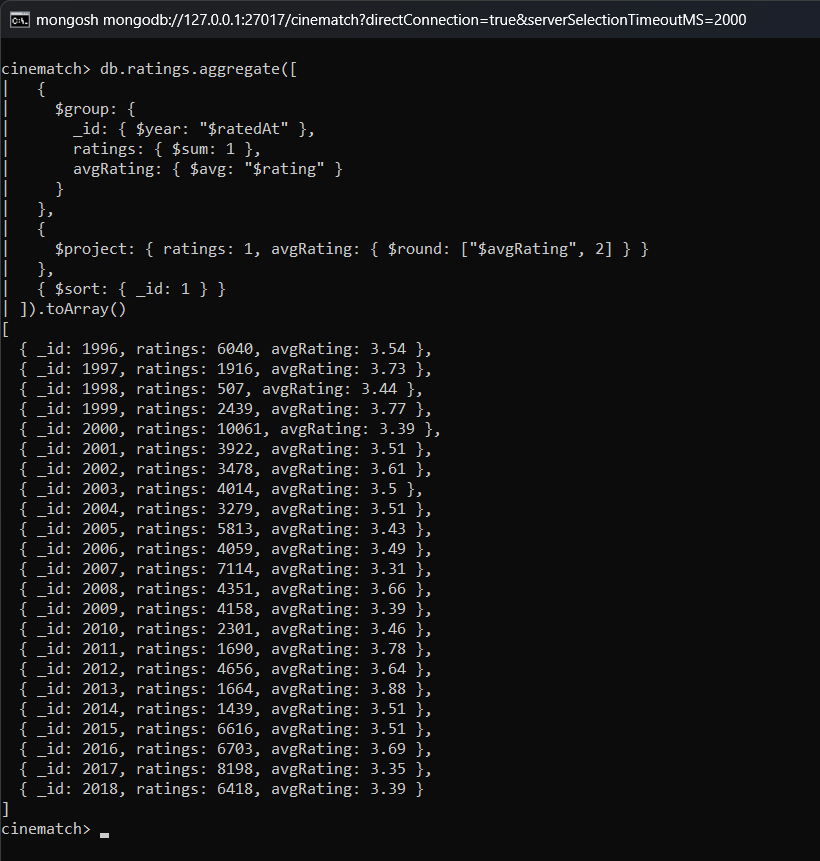 mongosh mongodb://127.0.0.1:27017/cinematch?directConnection=true&serverSelectionTimeoutMS=2000
cinematch> db.ratings.aggregate([
|   {
|     $group: {
|       _id: { $year: "$ratedAt" },
|       ratings: { $sum: 1 },
|       avgRating: { $avg: "$rating" }
|     }
|   },
|   {
|     $project: { ratings: 1, avgRating: { $round: ["$avgRating", 2] } }
|   },
|   { $sort: { _id: 1 } }
| ]).toArray()
[
  { _id: 1996, ratings: 6040, avgRating: 3.54 },
  { _id: 1997, ratings: 1916, avgRating: 3.73 },
  { _id: 1998, ratings: 507, avgRating: 3.44 },
  { _id: 1999, ratings: 2439, avgRating: 3.77 },
  { _id: 2000, ratings: 10061, avgRating: 3.39 },
  { _id: 2001, ratings: 3922, avgRating: 3.51 },
  { _id: 2002, ratings: 3478, avgRating: 3.61 },
  { _id: 2003, ratings: 4014, avgRating: 3.5 },
  { _id: 2004, ratings: 3279, avgRating: 3.51 },
  { _id: 2005, ratings: 5813, avgRating: 3.43 },
  { _id: 2006, ratings: 4059, avgRating: 3.49 },
  { _id: 2007, ratings: 7114, avgRating: 3.31 },
  { _id: 2008, ratings: 4351, avgRating: 3.66 },
  { _id: 2009, ratings: 4158, avgRating: 3.39 },
  { _id: 2010, ratings: 2301, avgRating: 3.46 },
  { _id: 2011, ratings: 1690, avgRating: 3.78 },
  { _id: 2012, ratings: 4656, avgRating: 3.64 },
  { _id: 2013, ratings: 1664, avgRating: 3.88 },
  { _id: 2014, ratings: 1439, avgRating: 3.51 },
  { _id: 2015, ratings: 6616, avgRating: 3.51 },
  { _id: 2016, ratings: 6703, avgRating: 3.69 },
  { _id: 2017, ratings: 8198, avgRating: 3.35 },
  { _id: 2018, ratings: 6418, avgRating: 3.39 }
]
cinematch>